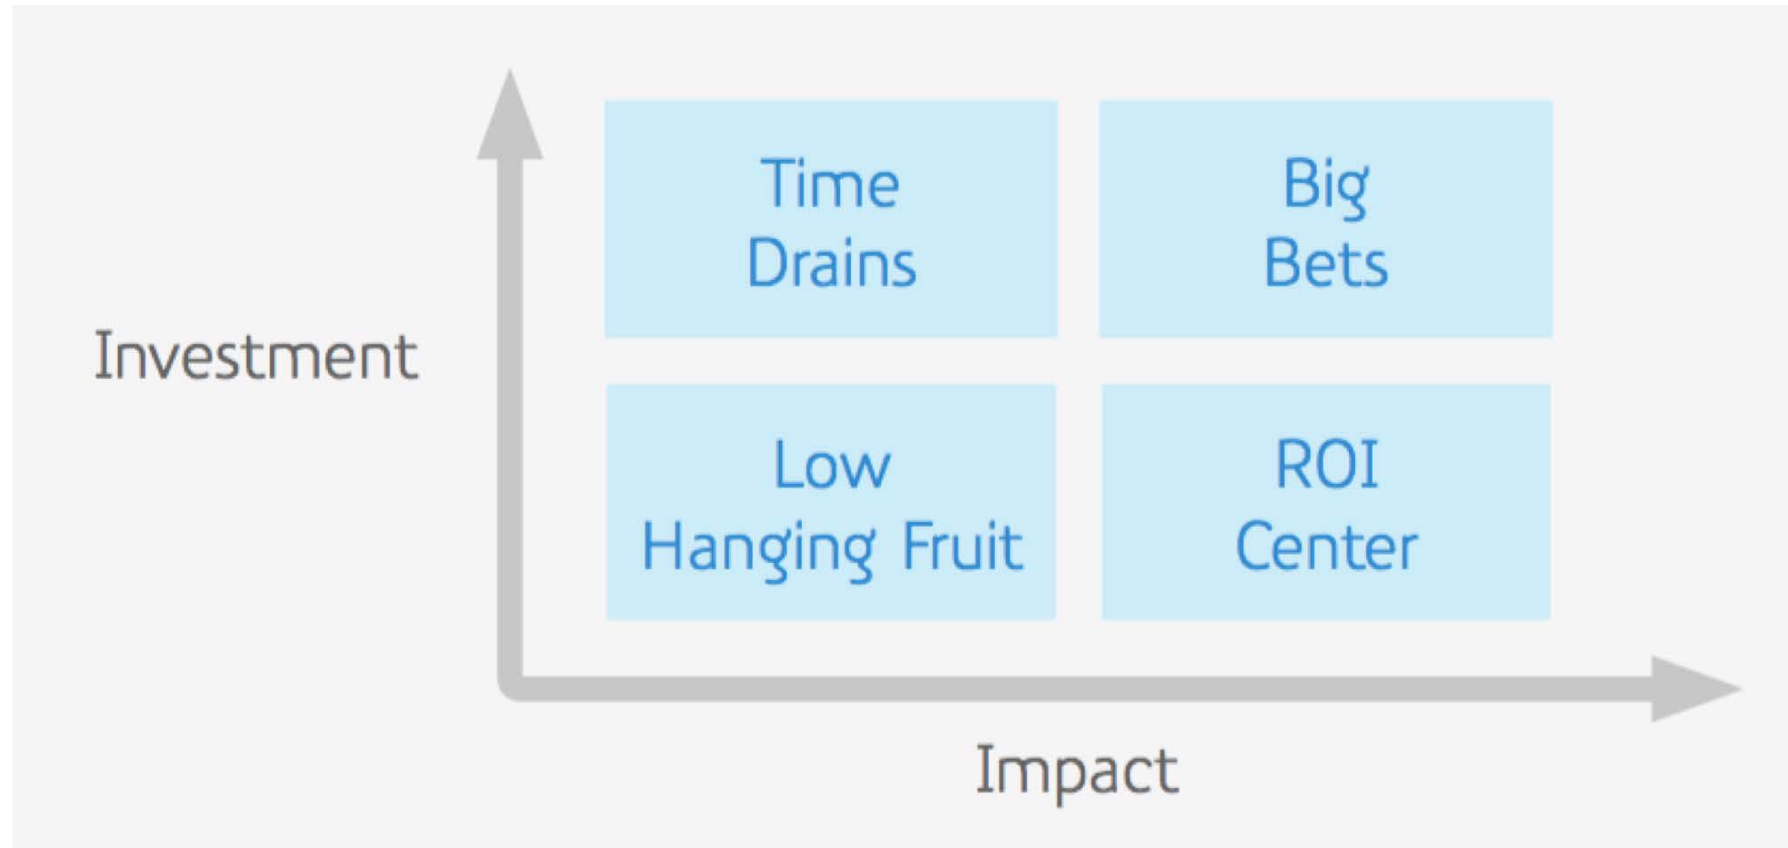 Time
Drains
Big
Bets
Investment
Low
Hanging Fruit
ROI
Center
Impact